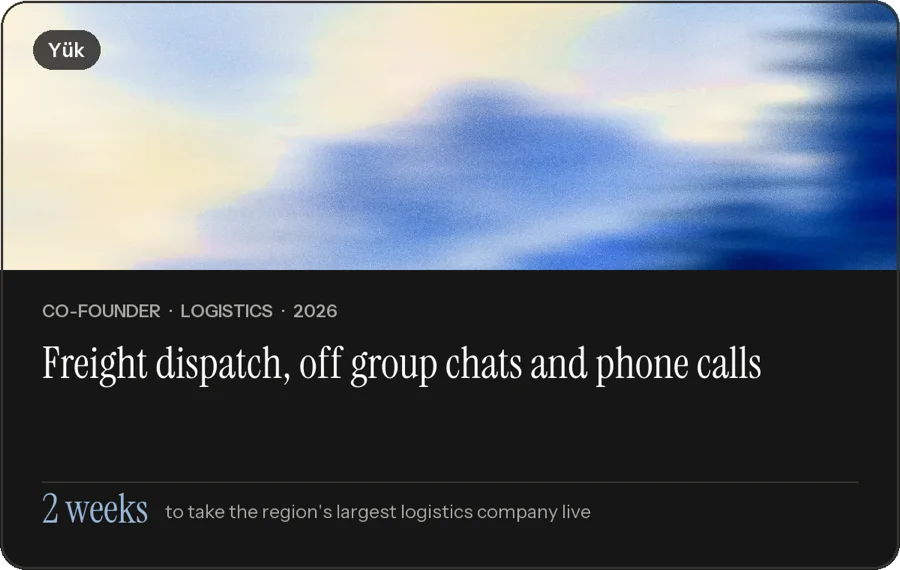 Yük
CO-FOUNDER · LOGISTICS · 2026
Freight dispatch, off group chats and phone calls
2 weeks to take the region's largest logistics company live